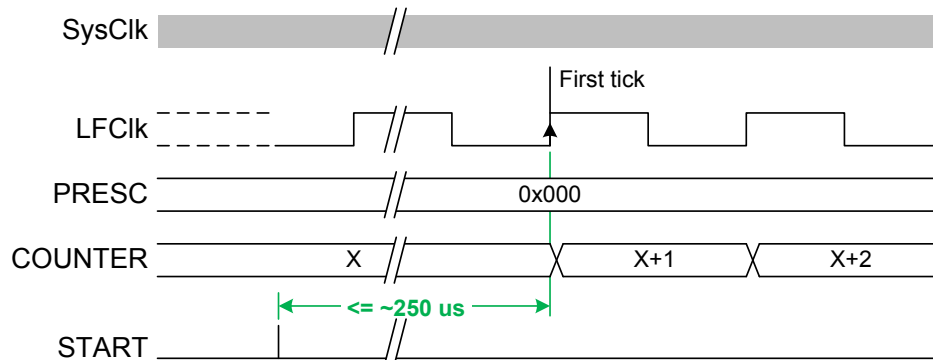 SysClk
First tick
LFClk
PRESC
0x000
COUNTER
X
X+1
X+2
<= ~250 us
START